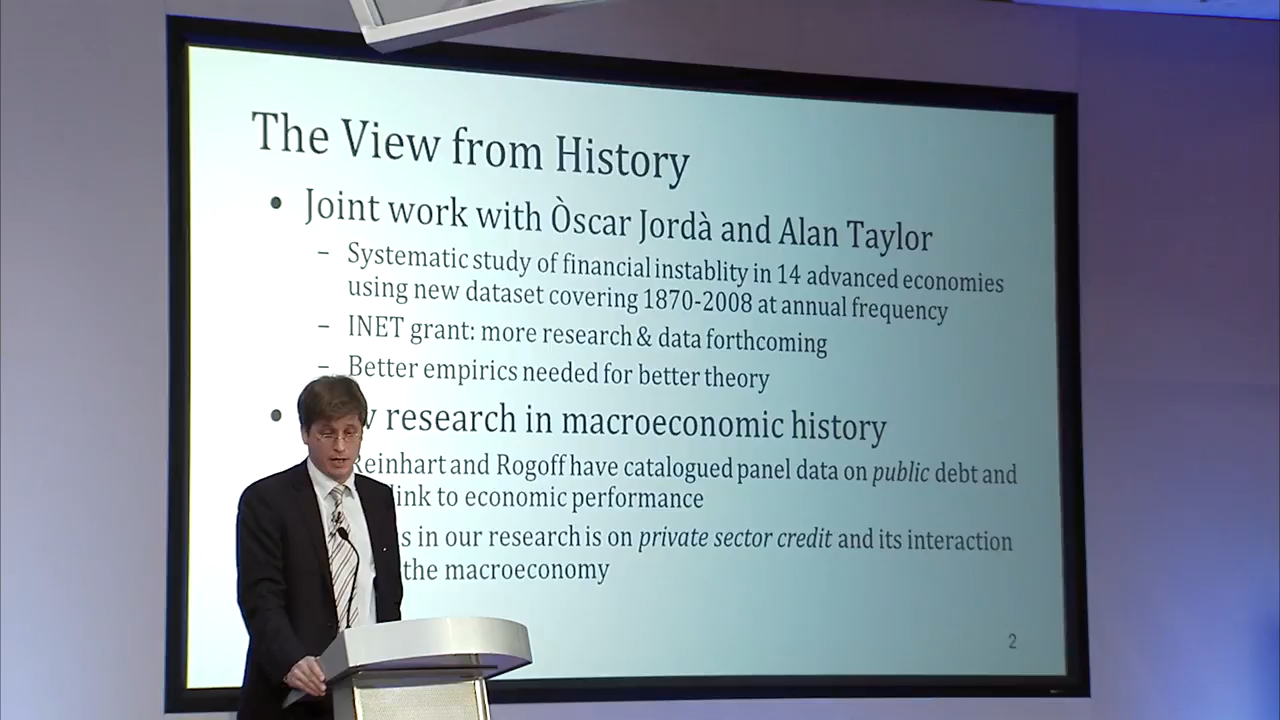 The View from History
• Joint work with Òscar Jordà and Alan Taylor
– Systematic study of financial instablity in 14 advanced economies
using new dataset covering 1870-2008 at annual frequency
– INET grant: more research & data forthcoming
– Better empirics needed for better theory
• research in macroeconomic history
Reinhart and Rogoff have catalogued panel data on public debt and
link to economic performance
in our research is on private sector credit and its interaction
the macroeconomy
2